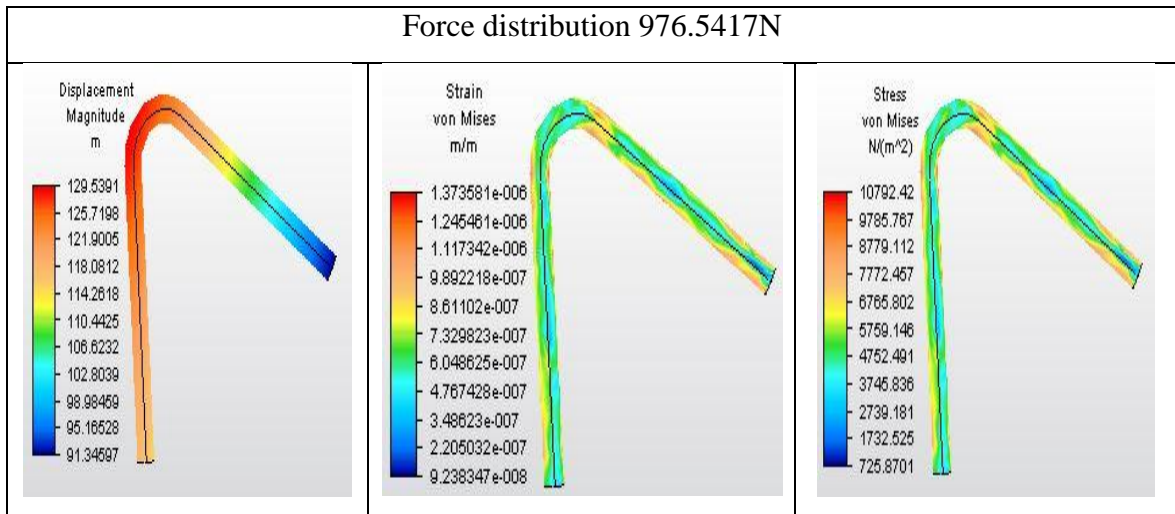 Force distribution 976.5417N
Displacement
Magnitude
m
129.5391
125.7198
121.9005
118.0812
114.2618
110.4425
106.6232
102.8039
98.98459
95.16528
91.34597
Strain
von Mises
m/m
1.373581e-006
1.245461e-006
1.117342e-006
9.892218e-007
8.61102e-007
7.329823e-007
6.048625e-007
4.767428e-007
3.48623e-007
2.205032e-007
9.238347e-008
Stress
von Mises
N/(m^2)
10792.42
9785.767
8779.112
7772.457
6765.802
5759.146
4752.491
3745.836
2739.181
1732.525
725.8701